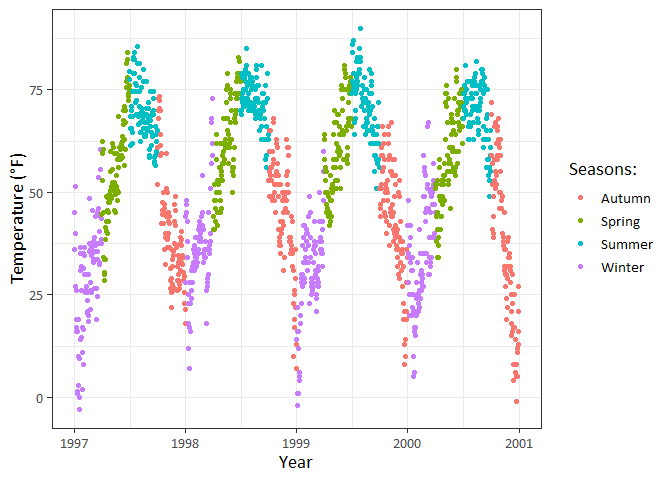 Temperature (°F)
75
50
25
0
1997
1998
1999
2000
2001
Year
Seasons:
Autumn
Spring
Summer
Winter